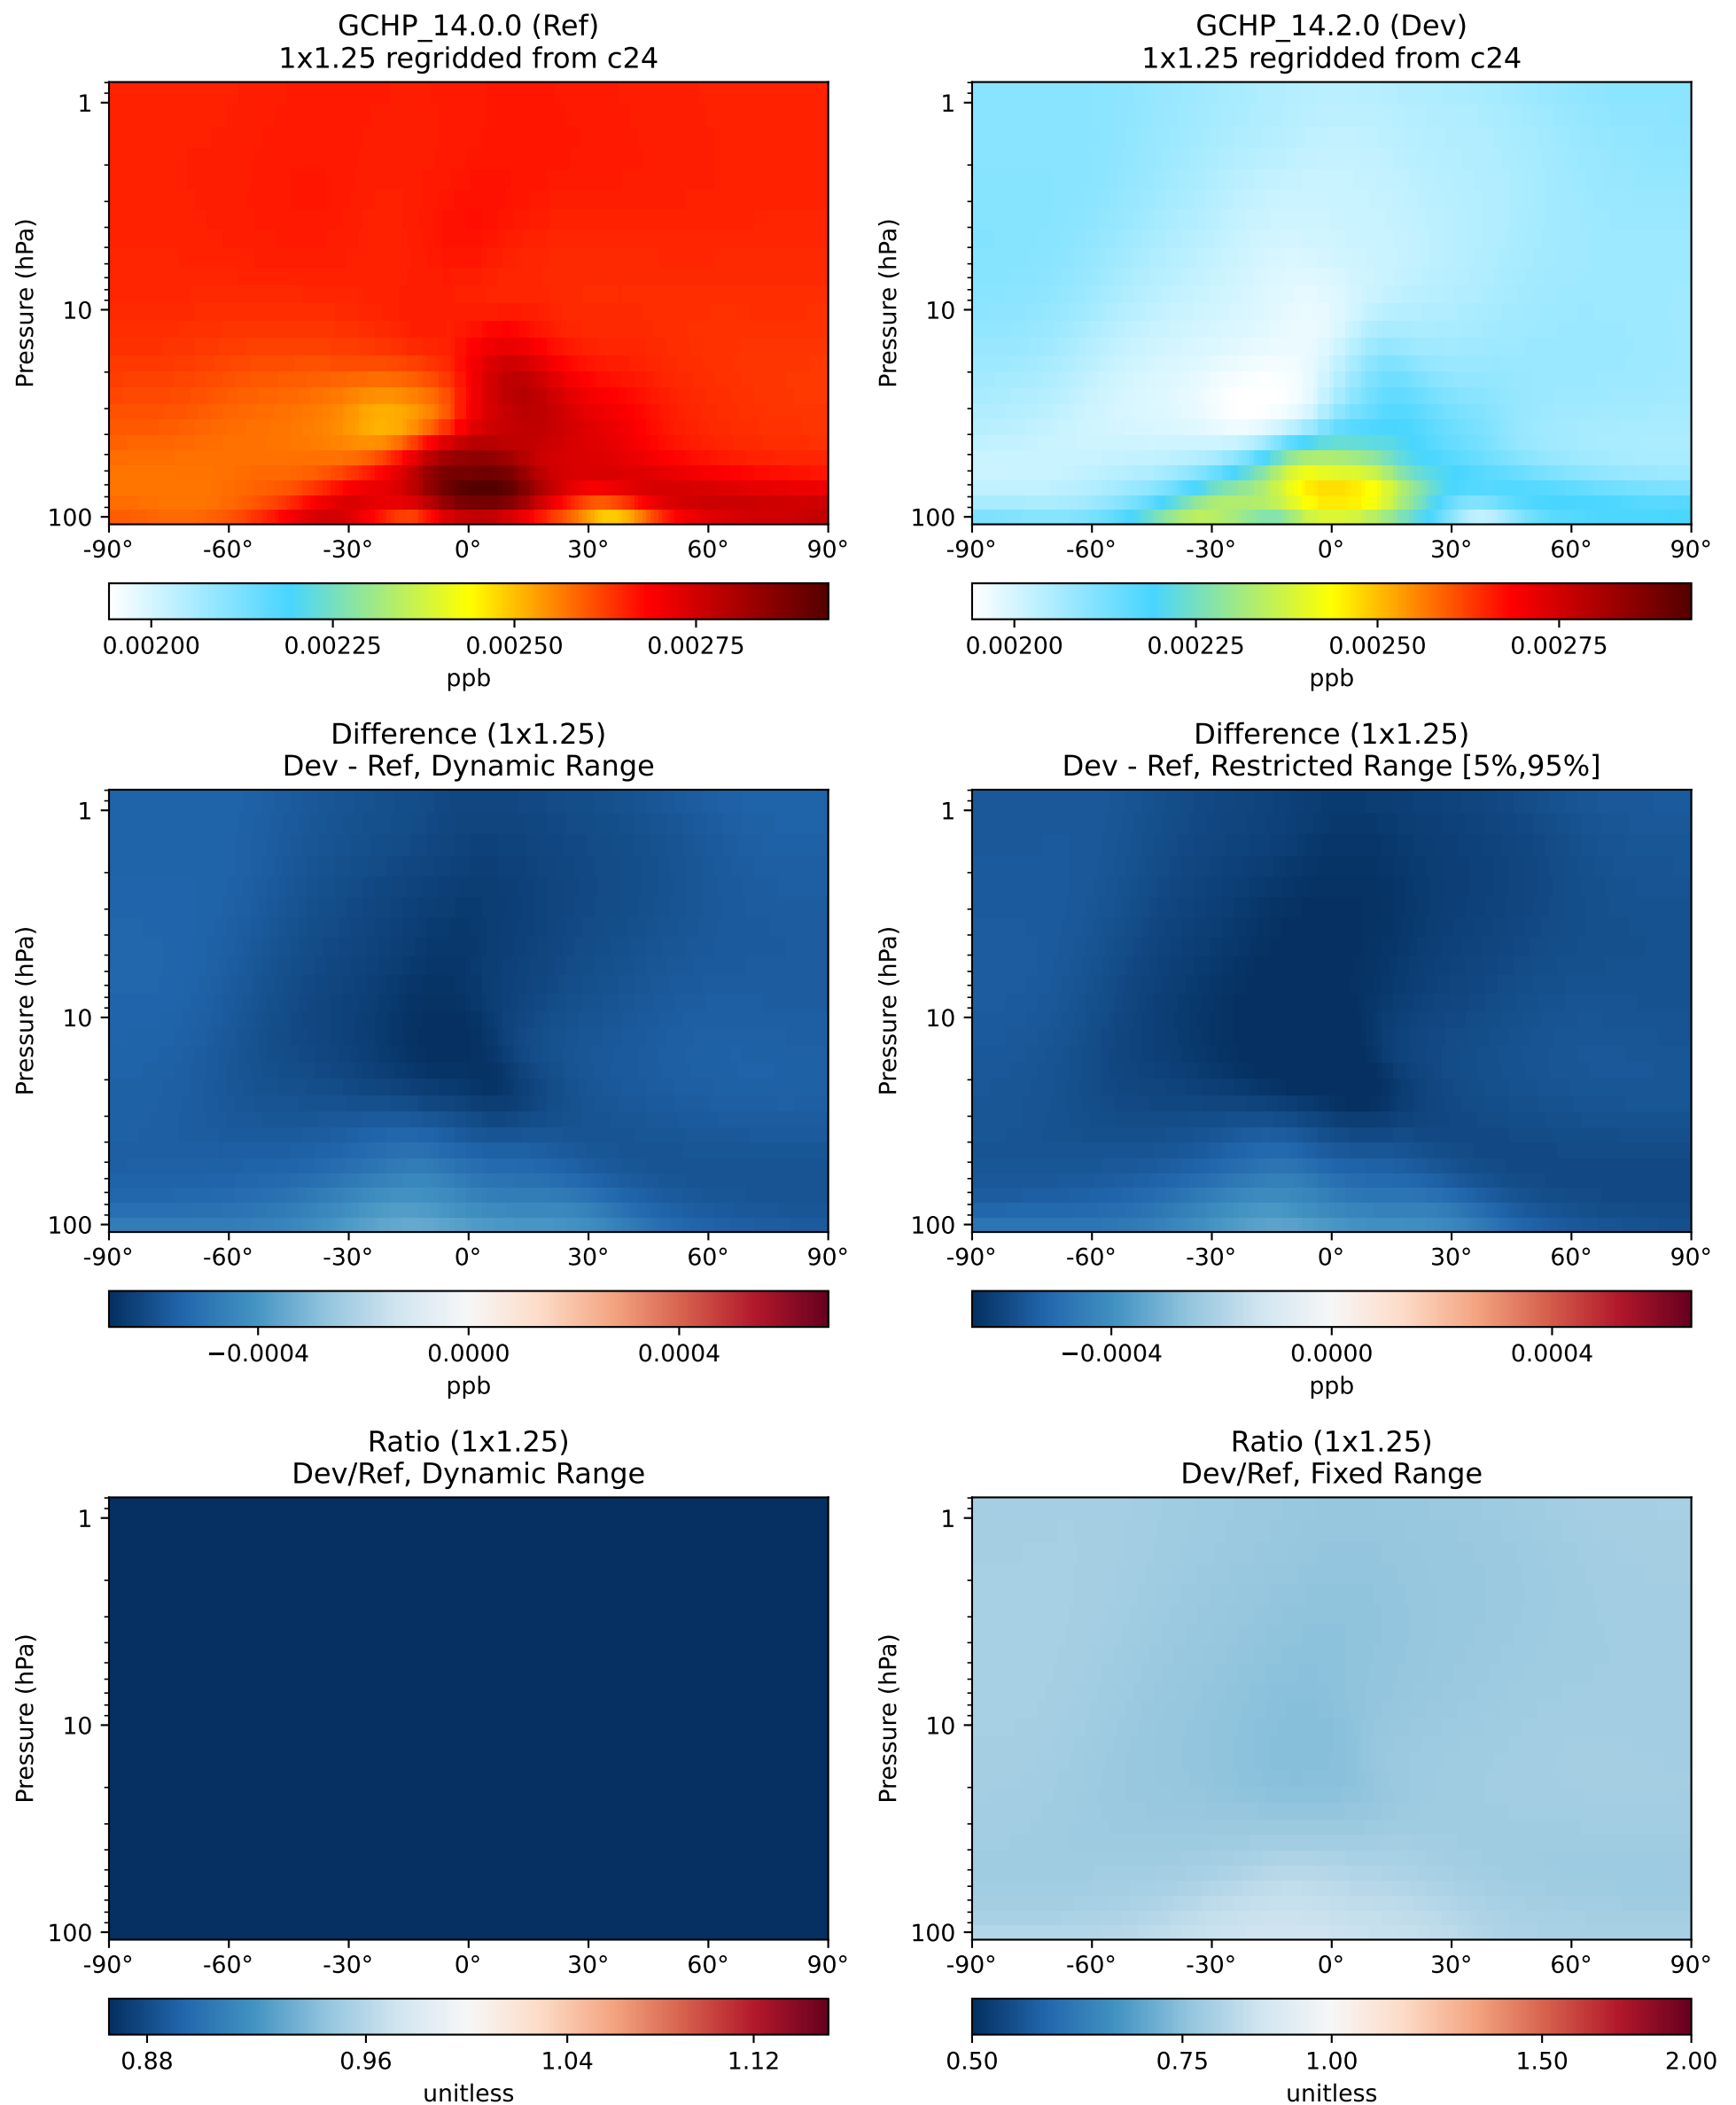 GCHP_14.0.0 (Ref)
1x1.25 regridded from c24
Pressure (hPa)
1
10
100
-90° -60° -30° 0° 30° 60° 90°
0.00200 0.00225 0.00250 0.00275
ppb
GCHP_14.2.0 (Dev)
1x1.25 regridded from c24
Pressure (hPa)
1
10
100
-90° -60° -30° 0° 30° 60° 90°
0.00200 0.00225 0.00250 0.00275
ppb
Difference (1x1.25)
Dev - Ref, Dynamic Range
Pressure (hPa)
1
10
100
-90° -60° -30° 0° 30° 60° 90°
−0.0004 0.0000 0.0004
ppb
Difference (1x1.25)
Dev - Ref, Restricted Range [5%,95%]
Pressure (hPa)
1
10
100
-90° -60° -30° 0° 30° 60° 90°
−0.0004 0.0000 0.0004
ppb
Ratio (1x1.25)
Dev/Ref, Dynamic Range
Pressure (hPa)
1
10
100
-90° -60° -30° 0° 30° 60° 90°
0.88 0.96 1.04 1.12
unitless
Ratio (1x1.25)
Dev/Ref, Fixed Range
Pressure (hPa)
1
10
100
-90° -60° -30° 0° 30° 60° 90°
0.50 0.75 1.00 1.50 2.00
unitless